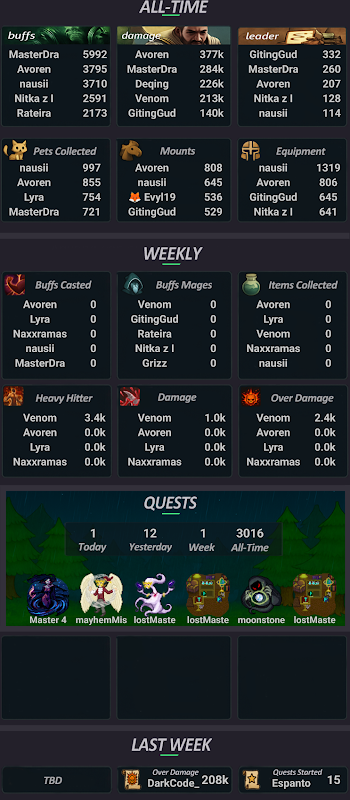 ALL-TIME
buffs
MasterDra 5992
Avoren 3795
nausii 3710
Nitka z l 2591
Rateira 2173
damage
Avoren 377k
MasterDra 284k
Deqing 226k
Venom 213k
GitingGud 140k
leader
GitingGud 332
MasterDra 260
Avoren 207
Nitka z l 128
nausii 114
Pets Collected
nausii 997
Avoren 855
Lyra 754
MasterDra 721
Mounts
Avoren 808
nausii 645
Evyl19 536
GitingGud 529
Equipment
nausii 1319
Avoren 806
GitingGud 645
Nitka z l 641
WEEKLY
Buffs Casted
Avoren 0
Lyra 0
Naxxramas 0
nausii 0
MasterDra 0
Buffs Mages
Venom 0
GitingGud 0
Rateira 0
Nitka z l 0
Grizz 0
Items Collected
Avoren 0
Lyra 0
Venom 0
Naxxramas 0
nausii 0
Heavy Hitter
Venom 3.4k
Avoren 0.0k
Lyra 0.0k
Naxxramas 0.0k
Damage
Venom 1.0k
Avoren 0.0k
Lyra 0.0k
Naxxramas 0.0k
Over Damage
Venom 2.4k
Avoren 0.0k
Lyra 0.0k
Naxxramas 0.0k
QUESTS
1 12 1 3016
Today Yesterday Week All-Time
Master 4 mayhemMis lostMaste lostMaste moonstone lostMaste
LAST WEEK
TBD
Over Damage
DarkCode_ 208k
Quests Started
Espanto 15